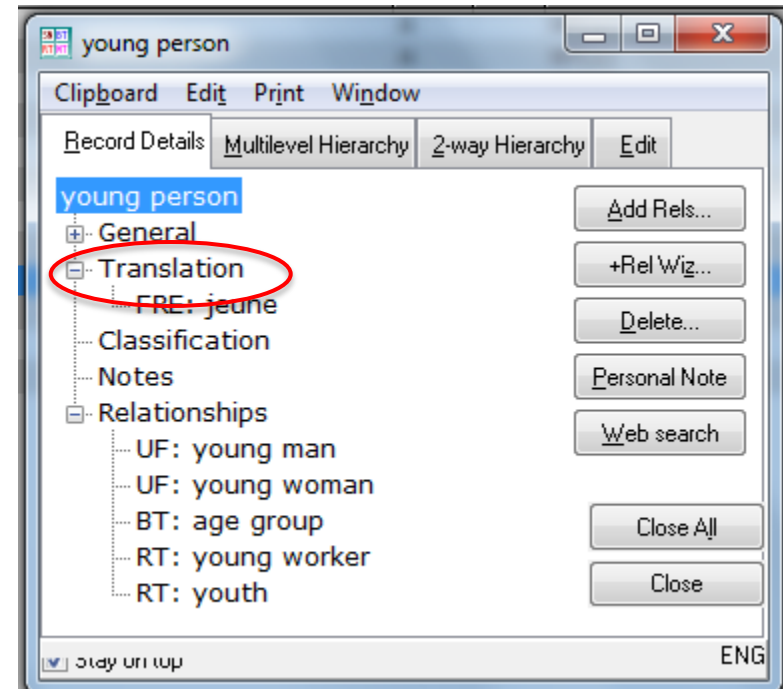 young person
Clipboard Edit Print Window
Record Details Multilevel Hierarchy 2-way Hierarchy Edit
young person
General
Translation
FRE: jeune
Classification
Notes
Relationships
UF: young man
UF: young woman
BT: age group
RT: young worker
RT: youth
Add Rels...
+Rel Wiz...
Delete...
Personal Note
Web search
Close All
Close
Stay on top
ENG